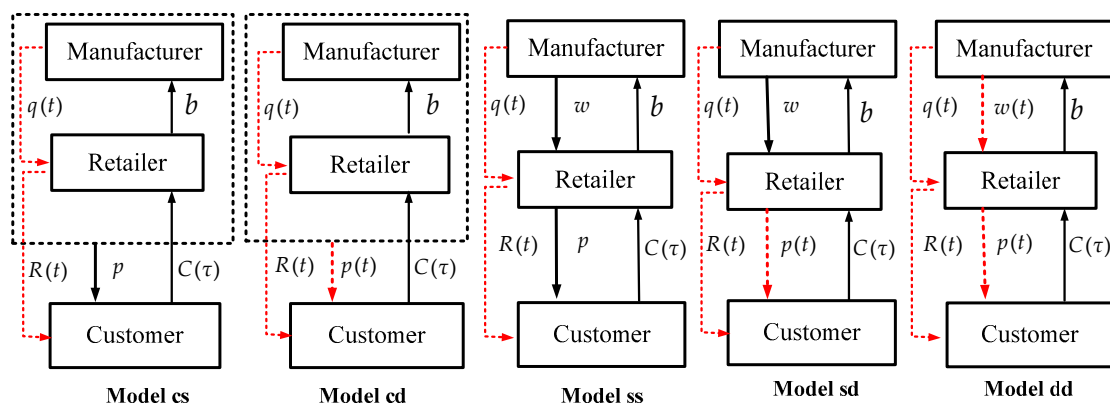 Manufacturer
q(t)
b
Retailer
R(t)
p
C(τ)
Customer
Model cs
Manufacturer
q(t)
b
Retailer
R(t)
p(t)
C(τ)
Customer
Model cd
Manufacturer
q(t)
w
b
Retailer
R(t)
p
C(τ)
Customer
Model ss
Manufacturer
q(t)
w
b
Retailer
R(t)
p(t)
C(τ)
Customer
Model sd
Manufacturer
q(t)
w(t)
b
Retailer
R(t)
p(t)
C(τ)
Customer
Model dd